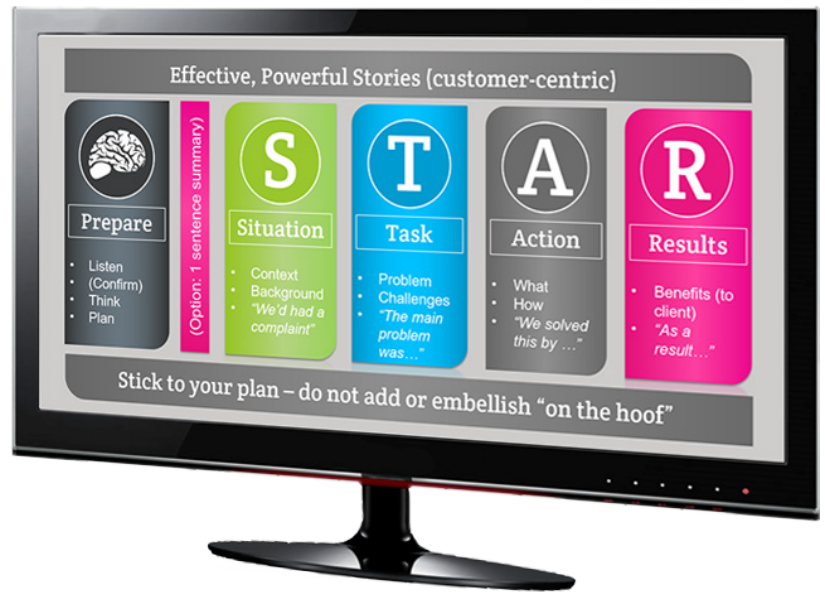 Effective, Powerful Stories (customer-centric)
Prepare
• Listen
• (Confirm)
• Think
• Plan
(Option: 1 sentence summary)
S
Situation
• Context
• Background
• "We'd had a
complaint"
T
Task
• Problem
• Challenges
• "The main
problem
was…"
A
Action
• What
• How
• "We solved
this by …"
R
Results
• Benefits (to
client)
• "As a
result…"
Stick to your plan – do not add or embellish "on the hoof"